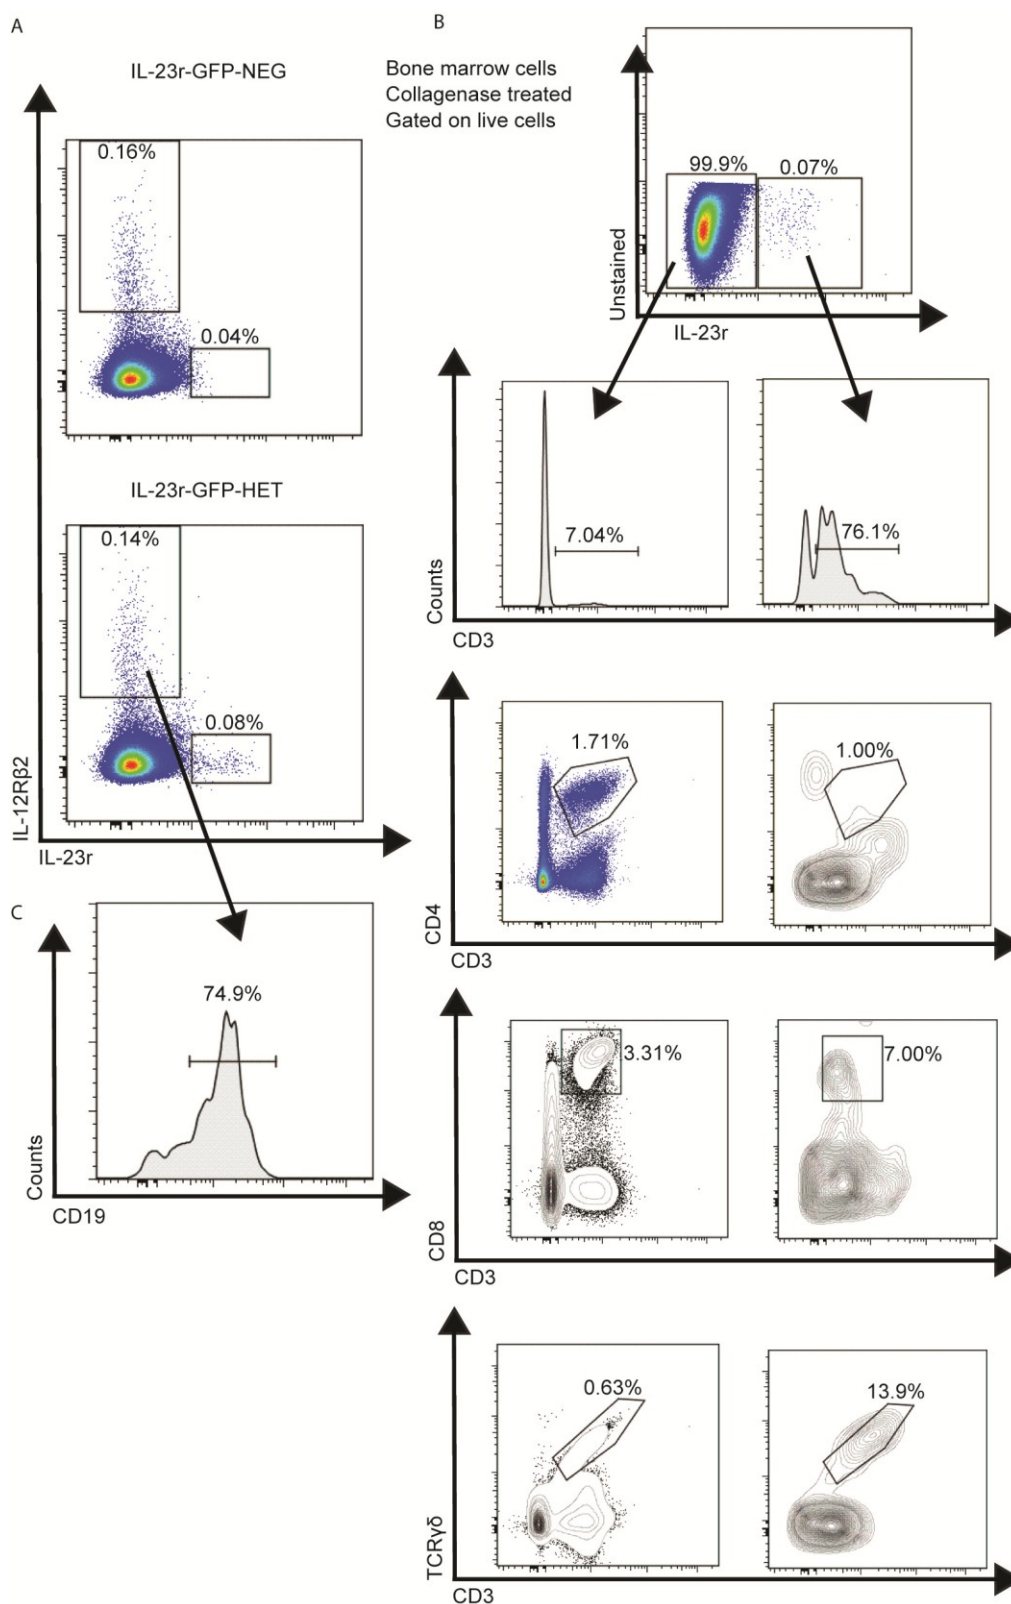 A
IL-23r-GFP-NEG
0.16%
0.04%
IL-23r-GFP-HET
0.14%
0.08%
IL-12Rβ2
IL-23r
B
Bone marrow cells
Collagenase treated
Gated on live cells
99.9%
0.07%
Unstained
IL-23r
7.04%
76.1%
Counts
CD3
1.71%
1.00%
CD4
CD3
C
74.9%
Counts
CD19
3.31%
7.00%
CD8
CD3
0.63%
13.9%
TCRγδ
CD3